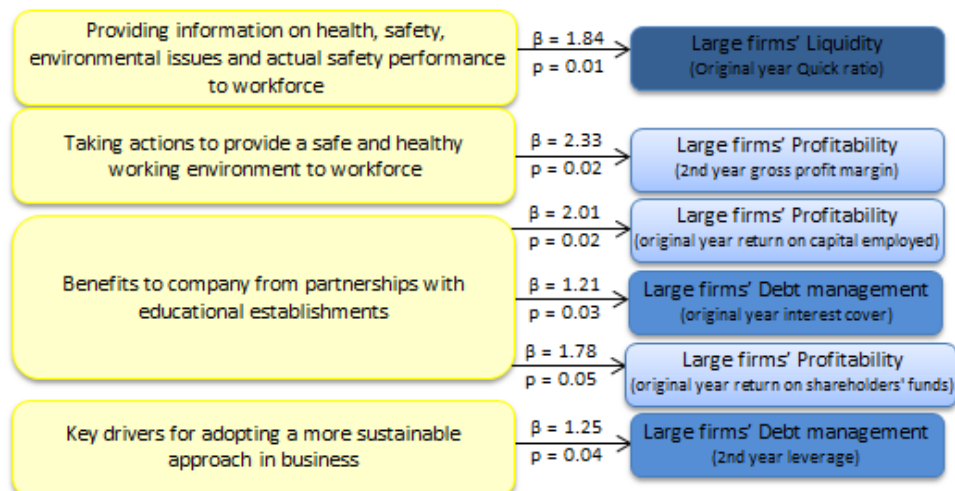 Providing information on health, safety,
environmental issues and actual safety performance
to workforce
β = 1.84
p = 0.01
Large firms' Liquidity
(Original year Quick ratio)
Taking actions to provide a safe and healthy
working environment to workforce
β = 2.33
p = 0.02
Large firms' Profitability
(2nd year gross profit margin)
Benefits to company from partnerships with
educational establishments
β = 2.01
p = 0.02
Large firms' Profitability
(original year return on capital employed)
β = 1.21
p = 0.03
Large firms' Debt management
(original year interest cover)
β = 1.78
p = 0.05
Large firms' Profitability
(original year return on shareholders' funds)
Key drivers for adopting a more sustainable
approach in business
β = 1.25
p = 0.04
Large firms' Debt management
(2nd year leverage)